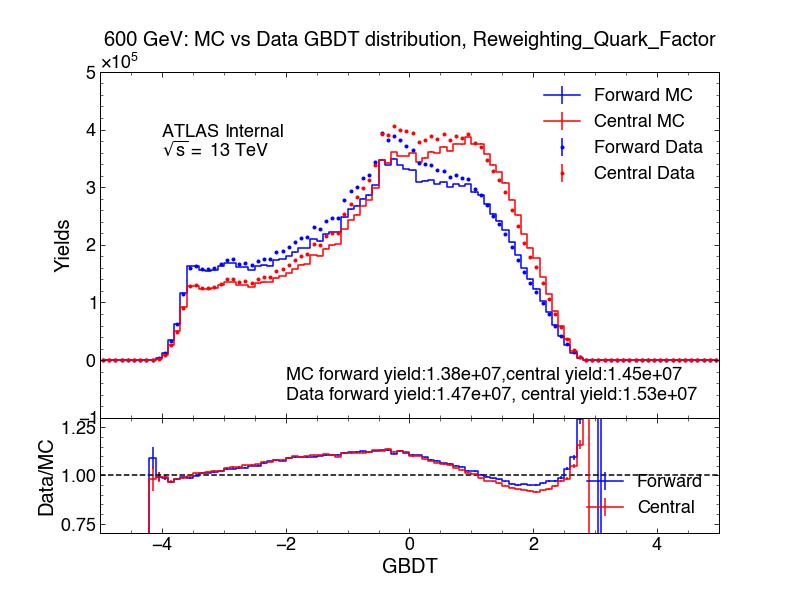 600 GeV: MC vs Data GBDT distribution, Reweighting_Quark_Factor
×10⁵
5
4
3
2
1
0
−1
Yields
ATLAS Internal
√s = 13 TeV
Forward MC
Central MC
Forward Data
Central Data
MC forward yield:1.38e+07,central yield:1.45e+07
Data forward yield:1.47e+07, central yield:1.53e+07
1.25
1.00
0.75
Data/MC
Forward
Central
−4 −2 0 2 4
GBDT